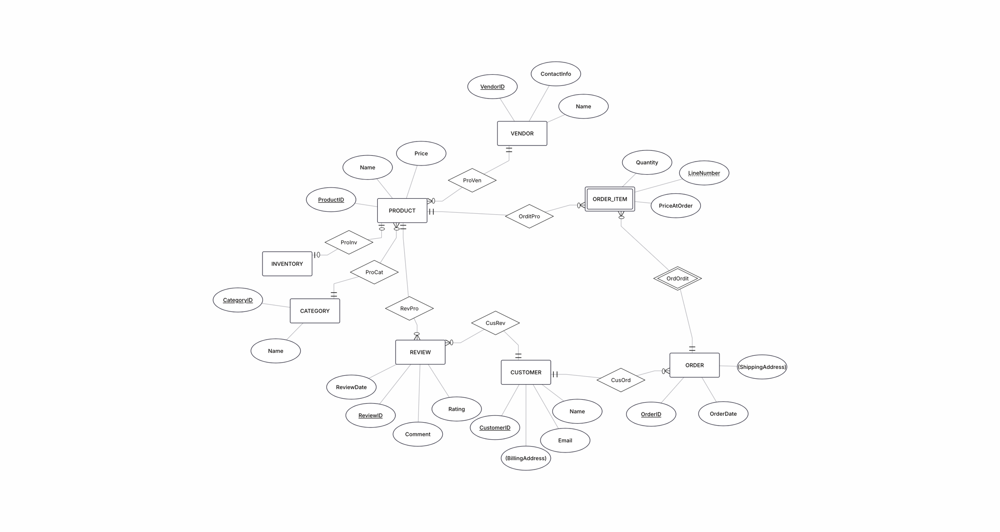 ContactInfo
VendorID
Name
VENDOR
Price
Quantity
Name
LineNumber
ProVen
ORDER_ITEM
ProductID
PriceAtOrder
PRODUCT
OrditPro
ProInv
INVENTORY
ProCat
OrdOrdit
CategoryID
RevPro
CATEGORY
CusRev
Name
REVIEW
ORDER
(ShippingAddress)
CUSTOMER
CusOrd
ReviewDate
Rating
Name
OrderID
OrderDate
ReviewID
CustomerID
Comment
Email
(BillingAddress)